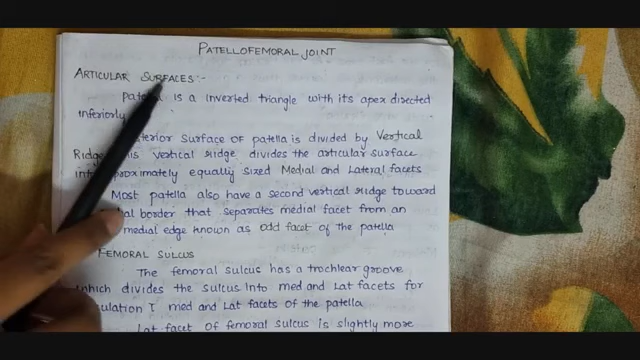 PATELLOFEMORAL JOINT
ARTICULAR SURFACES:-
Patella is a inverted triangle with its apex directed
inferiorly
surface of patella is divided by Vertical
Ridge vertical ridge divides the articular surface
equally sized Medial and Lateral facets
Most patella also have a second vertical ridge toward
border that separates medial facet from an
medial edge known as odd facet of the patella
FEMORAL SULCUS
The femoral sulcus has a trochlear groove
which divides the sulcus into med and Lat facets for
med and Lat facets of the patella
Lat facet of femoral sulcus is slightly more